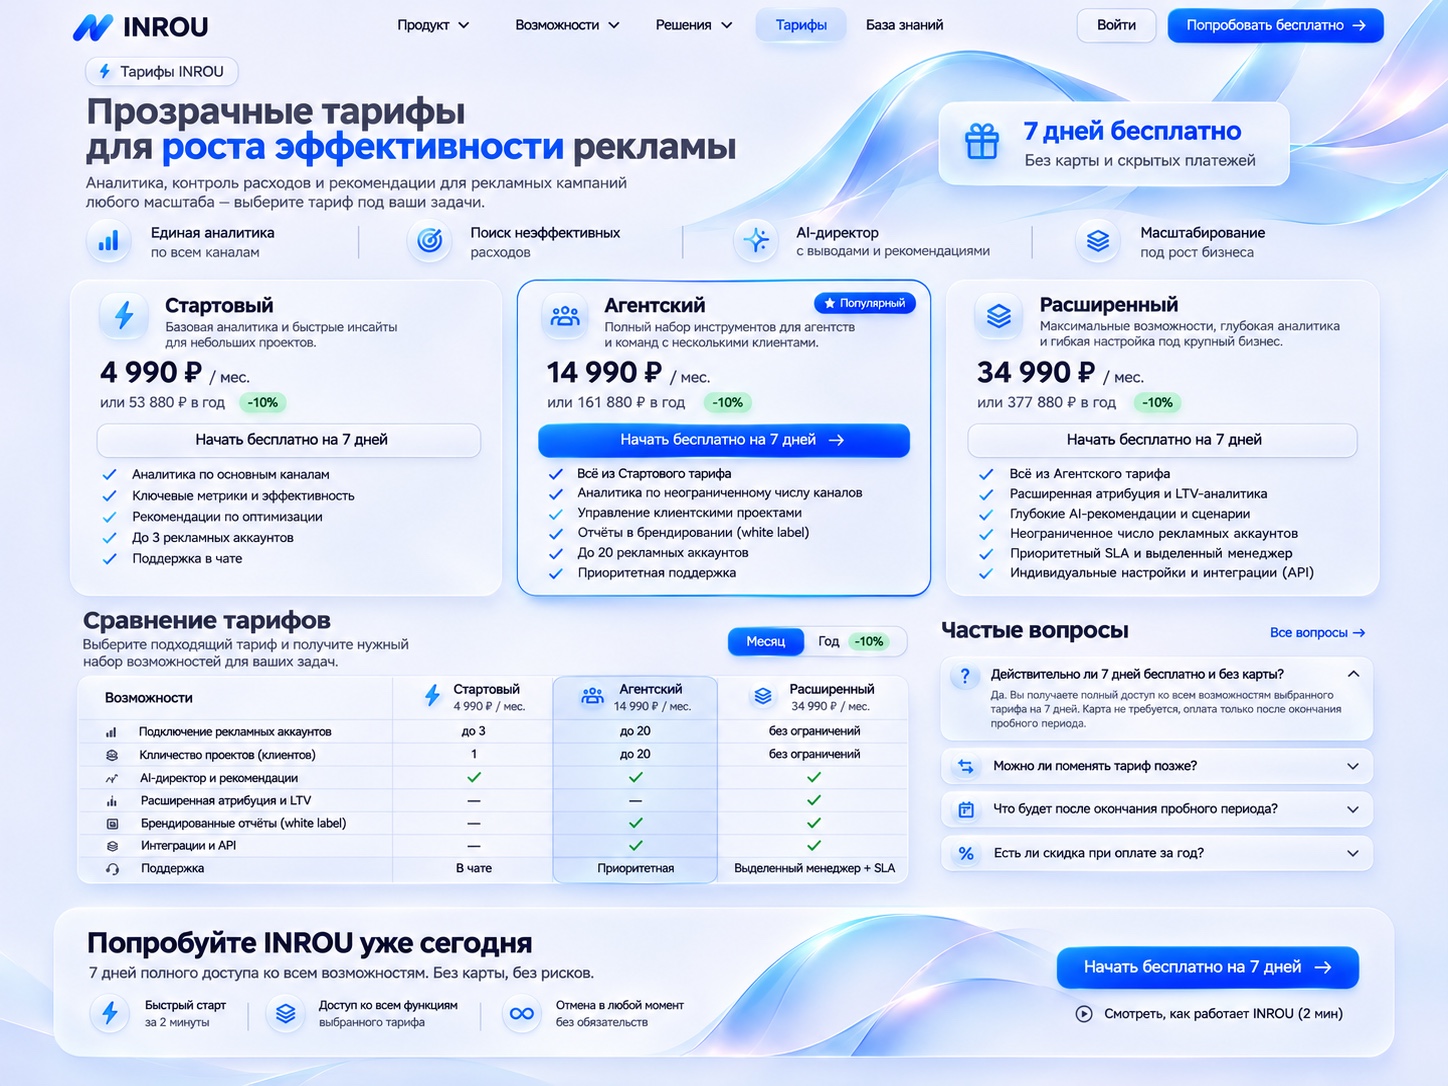 INROU
Продукт
Возможности
Решения
Тарифы
База знаний
Войти
Попробовать бесплатно →
Тарифы INROU
Прозрачные тарифы
для роста эффективности рекламы
Аналитика, контроль расходов и рекомендации для рекламных кампаний
любого масштаба — выберите тариф под ваши задачи.
7 дней бесплатно
Без карты и скрытых платежей
Единая аналитика
по всем каналам
Поиск неэффективных
расходов
AI-директор
с выводами и рекомендациями
Масштабирование
под рост бизнеса
Стартовый
Базовая аналитика и быстрые инсайты
для небольших проектов.
4 990 ₽ / мес.
или 53 880 ₽ в год -10%
Начать бесплатно на 7 дней
Аналитика по основным каналам
Ключевые метрики и эффективность
Рекомендации по оптимизации
До 3 рекламных аккаунтов
Поддержка в чате
Агентский
Популярный
Полный набор инструментов для агентств
и команд с несколькими клиентами.
14 990 ₽ / мес.
или 161 880 ₽ в год -10%
Начать бесплатно на 7 дней →
Всё из Стартового тарифа
Аналитика по неограниченному числу каналов
Управление клиентскими проектами
Отчёты в брендировании (white label)
До 20 рекламных аккаунтов
Приоритетная поддержка
Расширенный
Максимальные возможности, глубокая аналитика
и гибкая настройка под крупный бизнес.
34 990 ₽ / мес.
или 377 880 ₽ в год -10%
Начать бесплатно на 7 дней
Всё из Агентского тарифа
Расширенная атрибуция и LTV-аналитика
Глубокие AI-рекомендации и сценарии
Неограниченное число рекламных аккаунтов
Приоритетный SLA и выделенный менеджер
Индивидуальные настройки и интеграции (API)
Сравнение тарифов
Выберите подходящий тариф и получите нужный
набор возможностей для ваших задач.
Месяц
Год -10%
Возможности
Стартовый
4 990 ₽ / мес.
Агентский
14 990 ₽ / мес.
Расширенный
34 990 ₽ / мес.
Подключение рекламных аккаунтов до 3 до 20 без ограничений
Клличество проектов (клиентов) 1 до 20 без ограничений
AI-директор и рекомендации ✓ ✓ ✓
Расширенная атрибуция и LTV — — ✓
Брендированные отчёты (white label) — ✓ ✓
Интеграции и API — ✓ ✓
Поддержка В чате Приоритетная Выделенный менеджер + SLA
Частые вопросы
Все вопросы →
Действительно ли 7 дней бесплатно и без карты?
Да. Вы получаете полный доступ ко всем возможностям выбранного
тарифа на 7 дней. Карта не требуется, оплата только после окончания
пробного периода.
Можно ли поменять тариф позже?
Что будет после окончания пробного периода?
Есть ли скидка при оплате за год?
Попробуйте INROU уже сегодня
7 дней полного доступа ко всем возможностям. Без карты, без рисков.
Быстрый старт
за 2 минуты
Доступ ко всем функциям
выбранного тарифа
Отмена в любой момент
без обязательств
Начать бесплатно на 7 дней →
Смотреть, как работает INROU (2 мин)